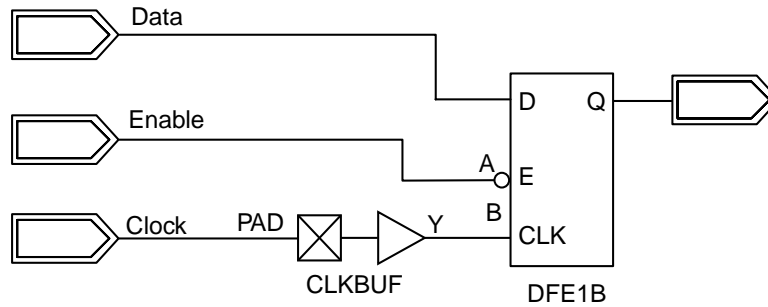 Data
D
Q
Enable
A
E
B
Clock
PAD
Y
CLK
CLKBUF
DFE1B